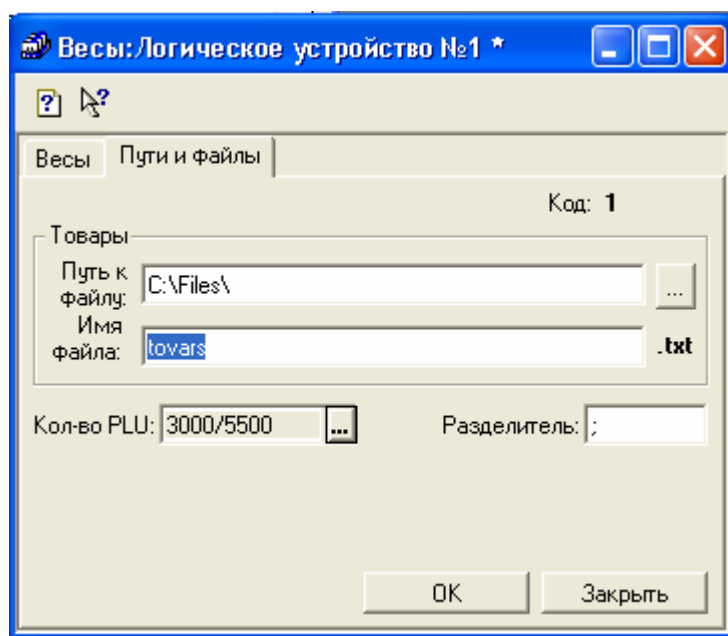 Весы:Логическое устройство №1 *
Весы Пути и файлы
Код: 1
Товары
Путь к
файлу:
C:\Files\
...
Имя
файла:
tovars
.txt
Кол-во PLU: 3000/5500 ... Разделитель: ;
OK Закрыть